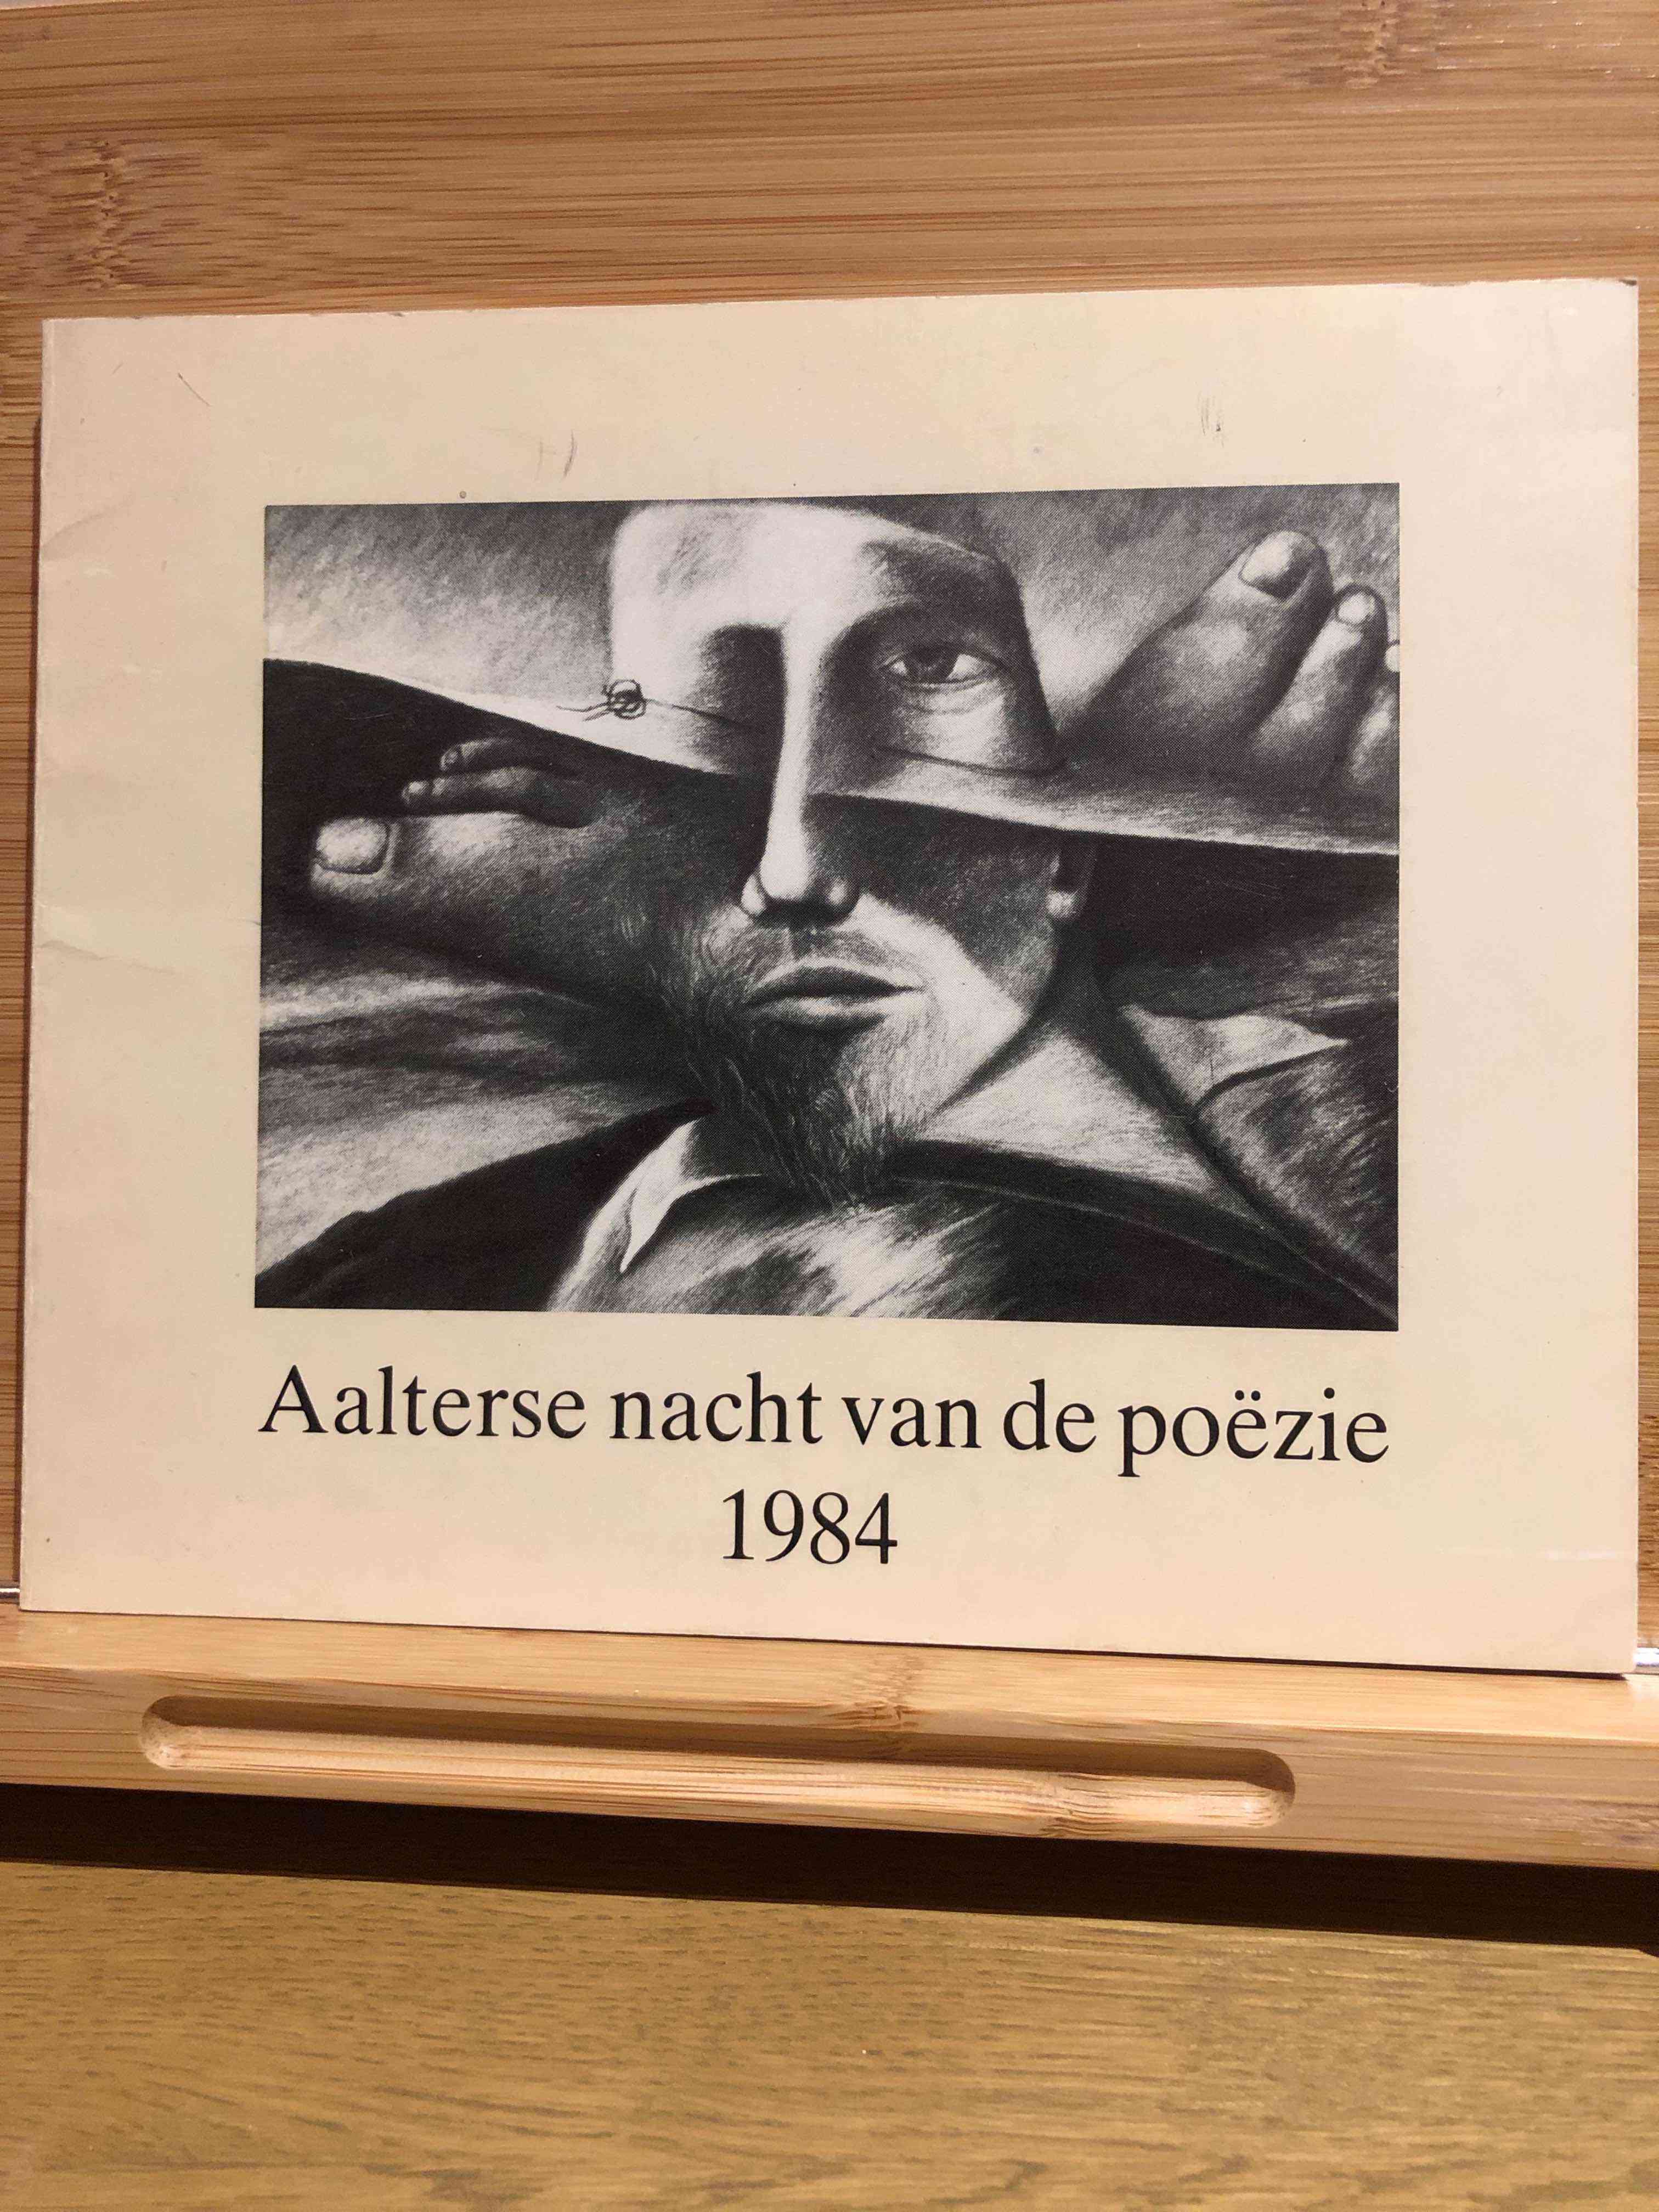 Aalterse nacht van de poëzie
1984